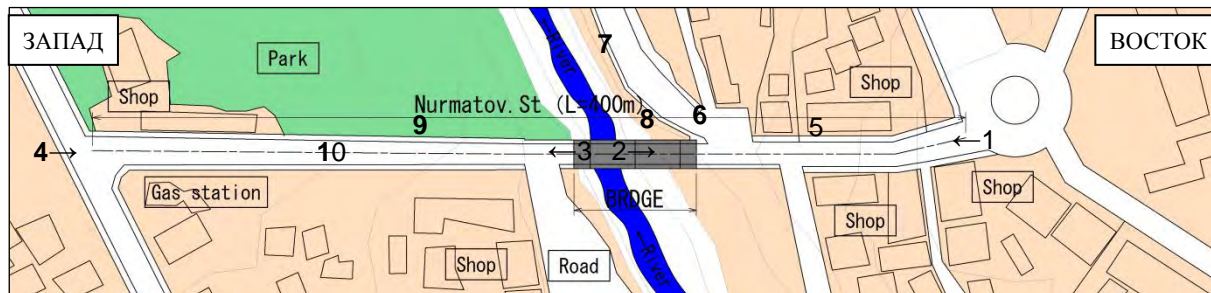 ЗАПАД
ВОСТОК
7
←River
Park
Shop
Shop
Nurmatov.St (L=400m)
8
6
5
9
4→
10
←3
2→
←1
Gas station
BRDGE
Shop
Shop
Shop
Road
←River